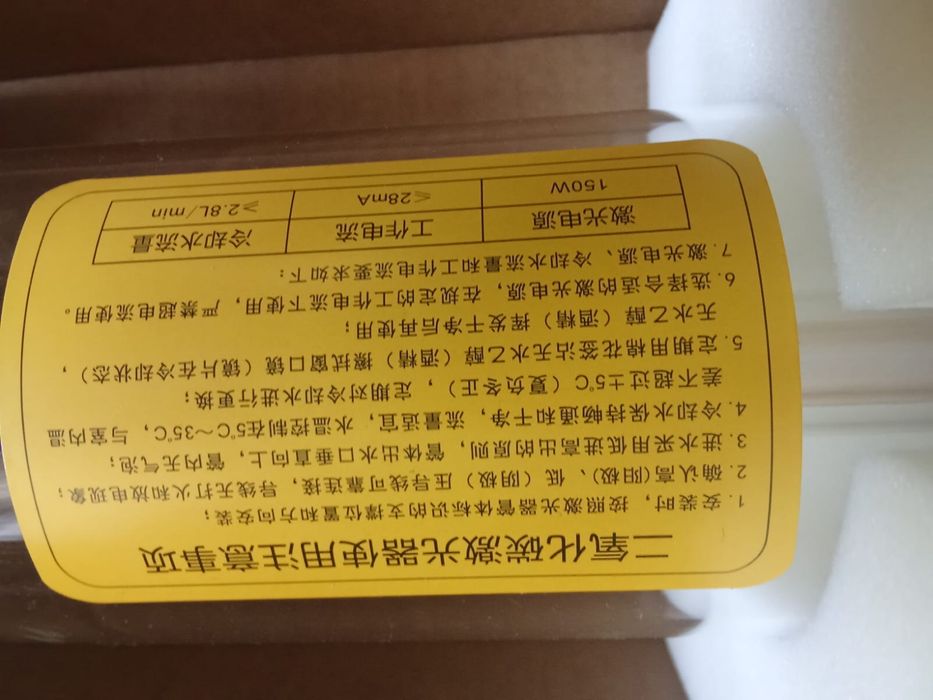 二氧化碳激光器使用注意事项
1. 安装时，按照激光器管体标识的支撑位置和方向安装；
2. 确认高(阳极)、低（阴极）压导线可靠连接，导线无打火和放电现象；
3. 进水采用低进高出的原则，管体出水口垂直向上，管内无气泡；
4. 冷却水保持畅通和干净，流量适宜，水温控制在5℃～35℃，与室内温
差不超过±5℃（夏负冬正），定期对冷却水进行更换；
5. 定期用棉花签沾无水乙醇（酒精）擦拭窗口镜（镜片在冷却状态），
无水乙醇（酒精）挥发干净后再使用；
6. 选择合适的激光电源，在规定的工作电流下使用，严禁超电流使用。
7. 激光电源、冷却水流量和工作电流要求如下：
激光电源 工作电流 冷却水流量
150W ≤28mA ≥2.8L/min